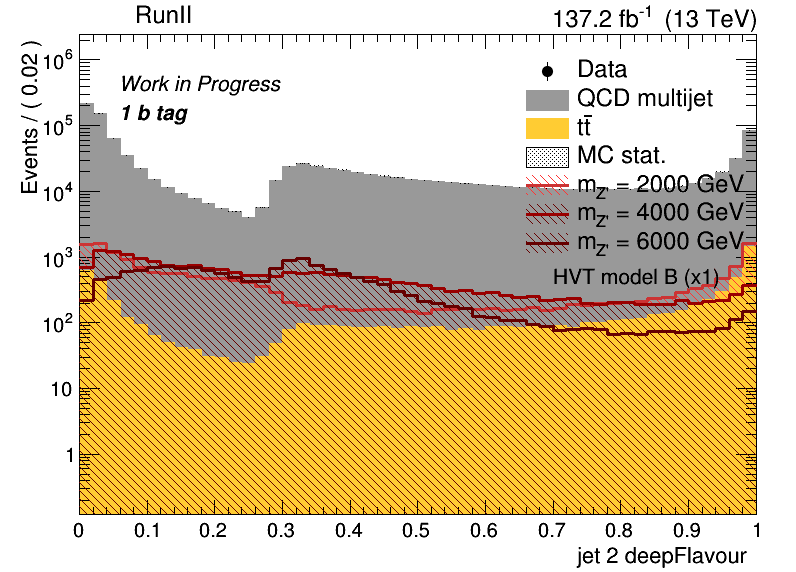 RunII 137.2 fb⁻¹ (13 TeV)
Events / ( 0.02 )
10⁶
10⁵
10⁴
10³
10²
10
1
Work in Progress
1 b tag
Data
QCD multijet
tt̄
MC stat.
m_Z' = 2000 GeV
m_Z' = 4000 GeV
m_Z' = 6000 GeV
HVT model B (x1)
0 0.1 0.2 0.3 0.4 0.5 0.6 0.7 0.8 0.9 1
jet 2 deepFlavour